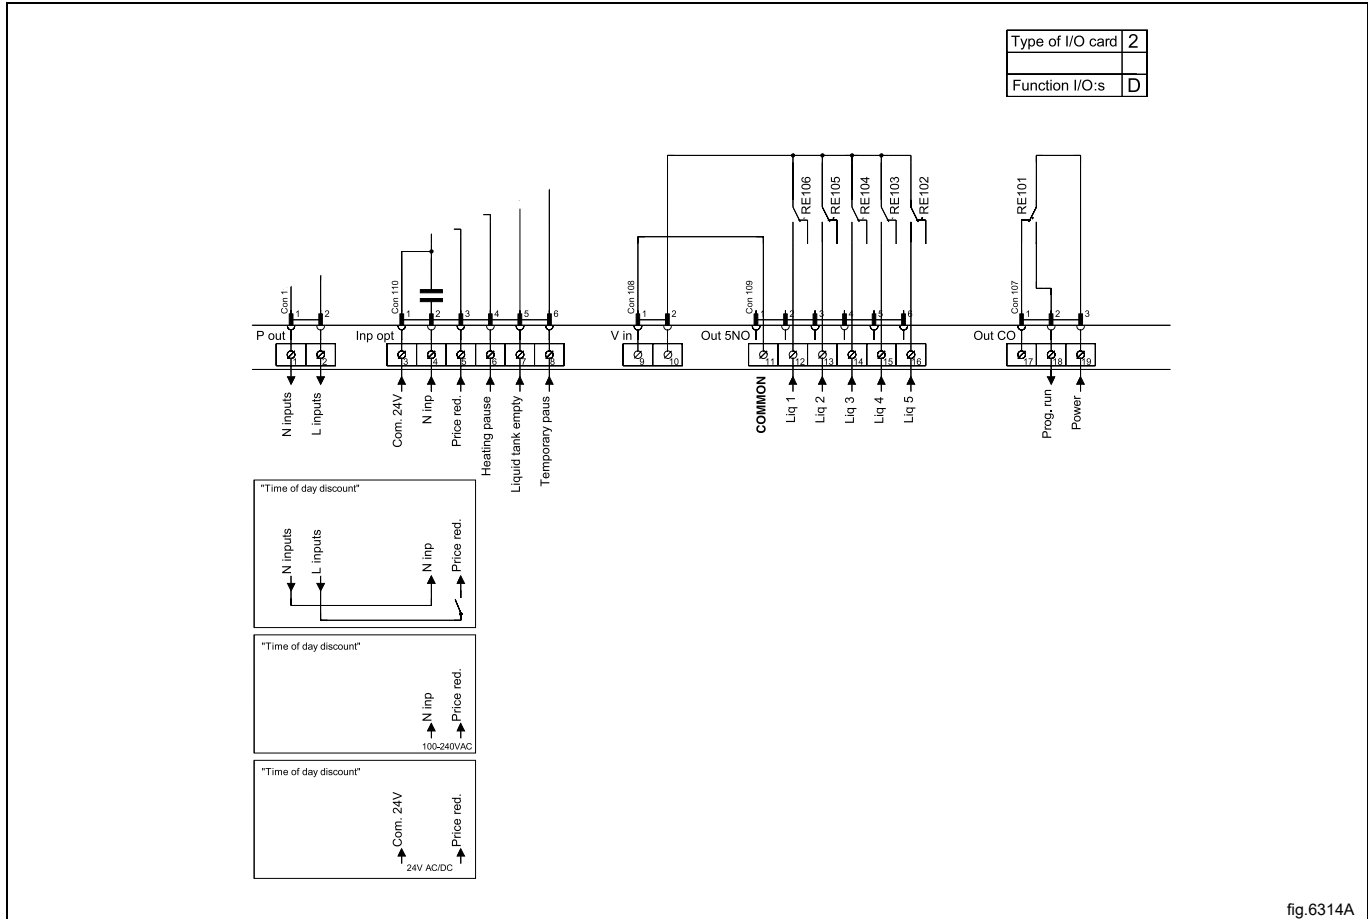 Type of I/O card 2
Function I/O:s D
RE106 RE105 RE104 RE103 RE102 RE101
Con 1 Con 110 Con 108 Con 109 Con 107
1 2 1 2 3 4 5 6 1 2 1 2 3 4 5 6 1 2 3
P out Inp opt V in Out 5NO Out CO
1 2 3 4 5 6 7 8 9 10 11 12 13 14 15 16 17 18 19
N inputs
L inputs
Com. 24V
N inp
Price red.
Heating pause
Liquid tank empty
Temporary paus
COMMON
Liq 1
Liq 2
Liq 3
Liq 4
Liq 5
Prog. run
Power
"Time of day discount"
N inputs
L inputs
N inp
Price red.
"Time of day discount"
N inp
Price red.
100-240VAC
"Time of day discount"
Com. 24V
Price red.
24V AC/DC
fig.6314A